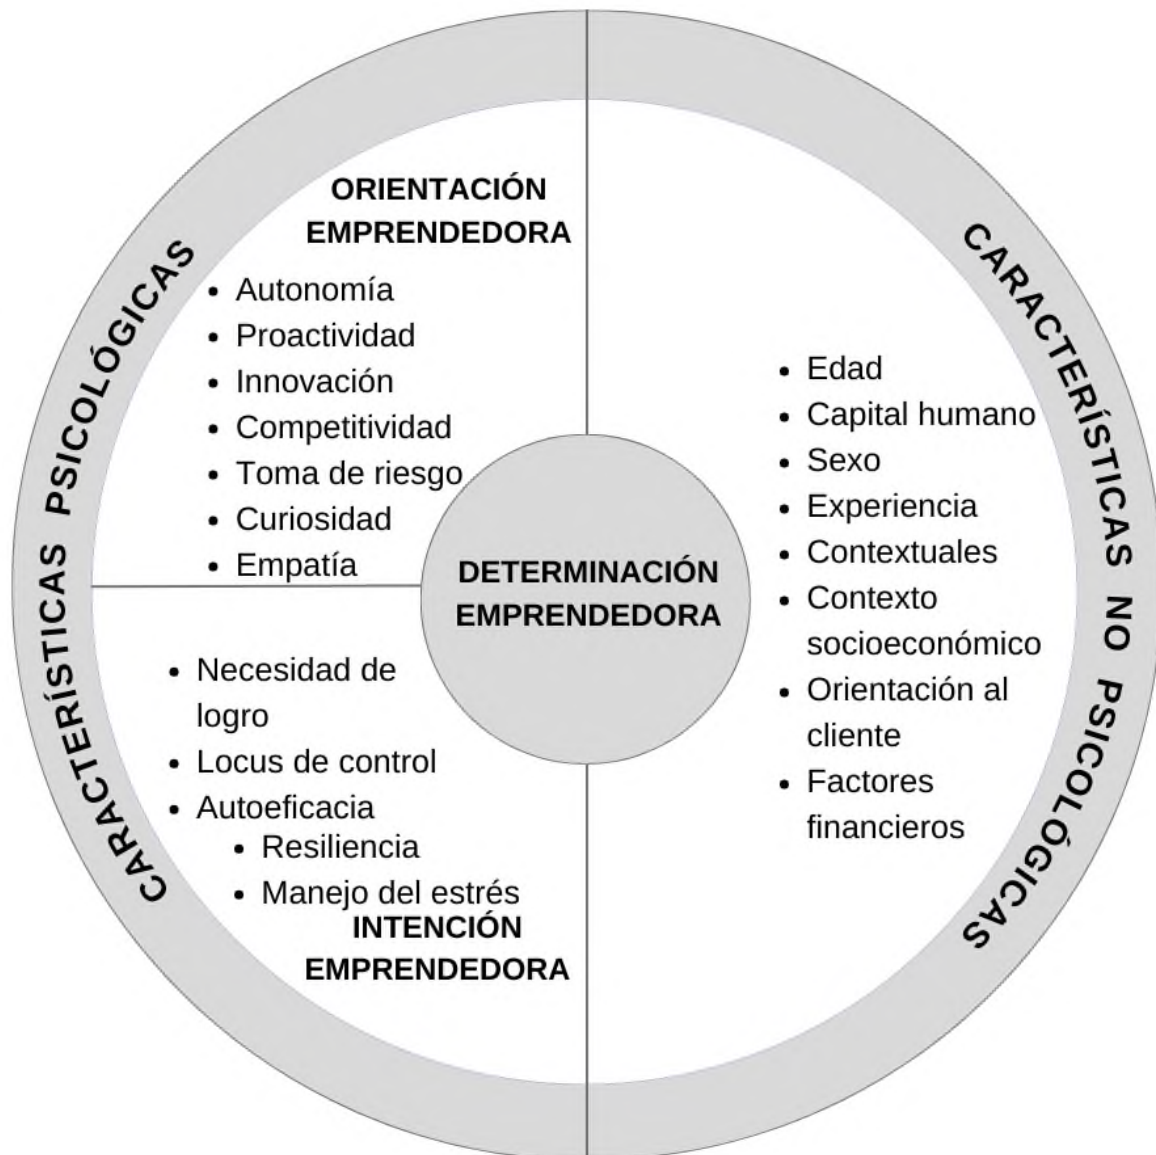 CARACTERÍSTICAS PSICOLÓGICAS
ORIENTACIÓN
EMPRENDEDORA
• Autonomía
• Proactividad
• Innovación
• Competitividad
• Toma de riesgo
• Curiosidad
• Empatía
• Necesidad de
logro
• Locus de control
• Autoeficacia
• Resiliencia
• Manejo del estrés
INTENCIÓN
EMPRENDEDORA
DETERMINACIÓN
EMPRENDEDORA
CARACTERÍSTICAS NO PSICOLÓGICAS
• Edad
• Capital humano
• Sexo
• Experiencia
• Contextuales
• Contexto
socioeconómico
• Orientación al
cliente
• Factores
financieros